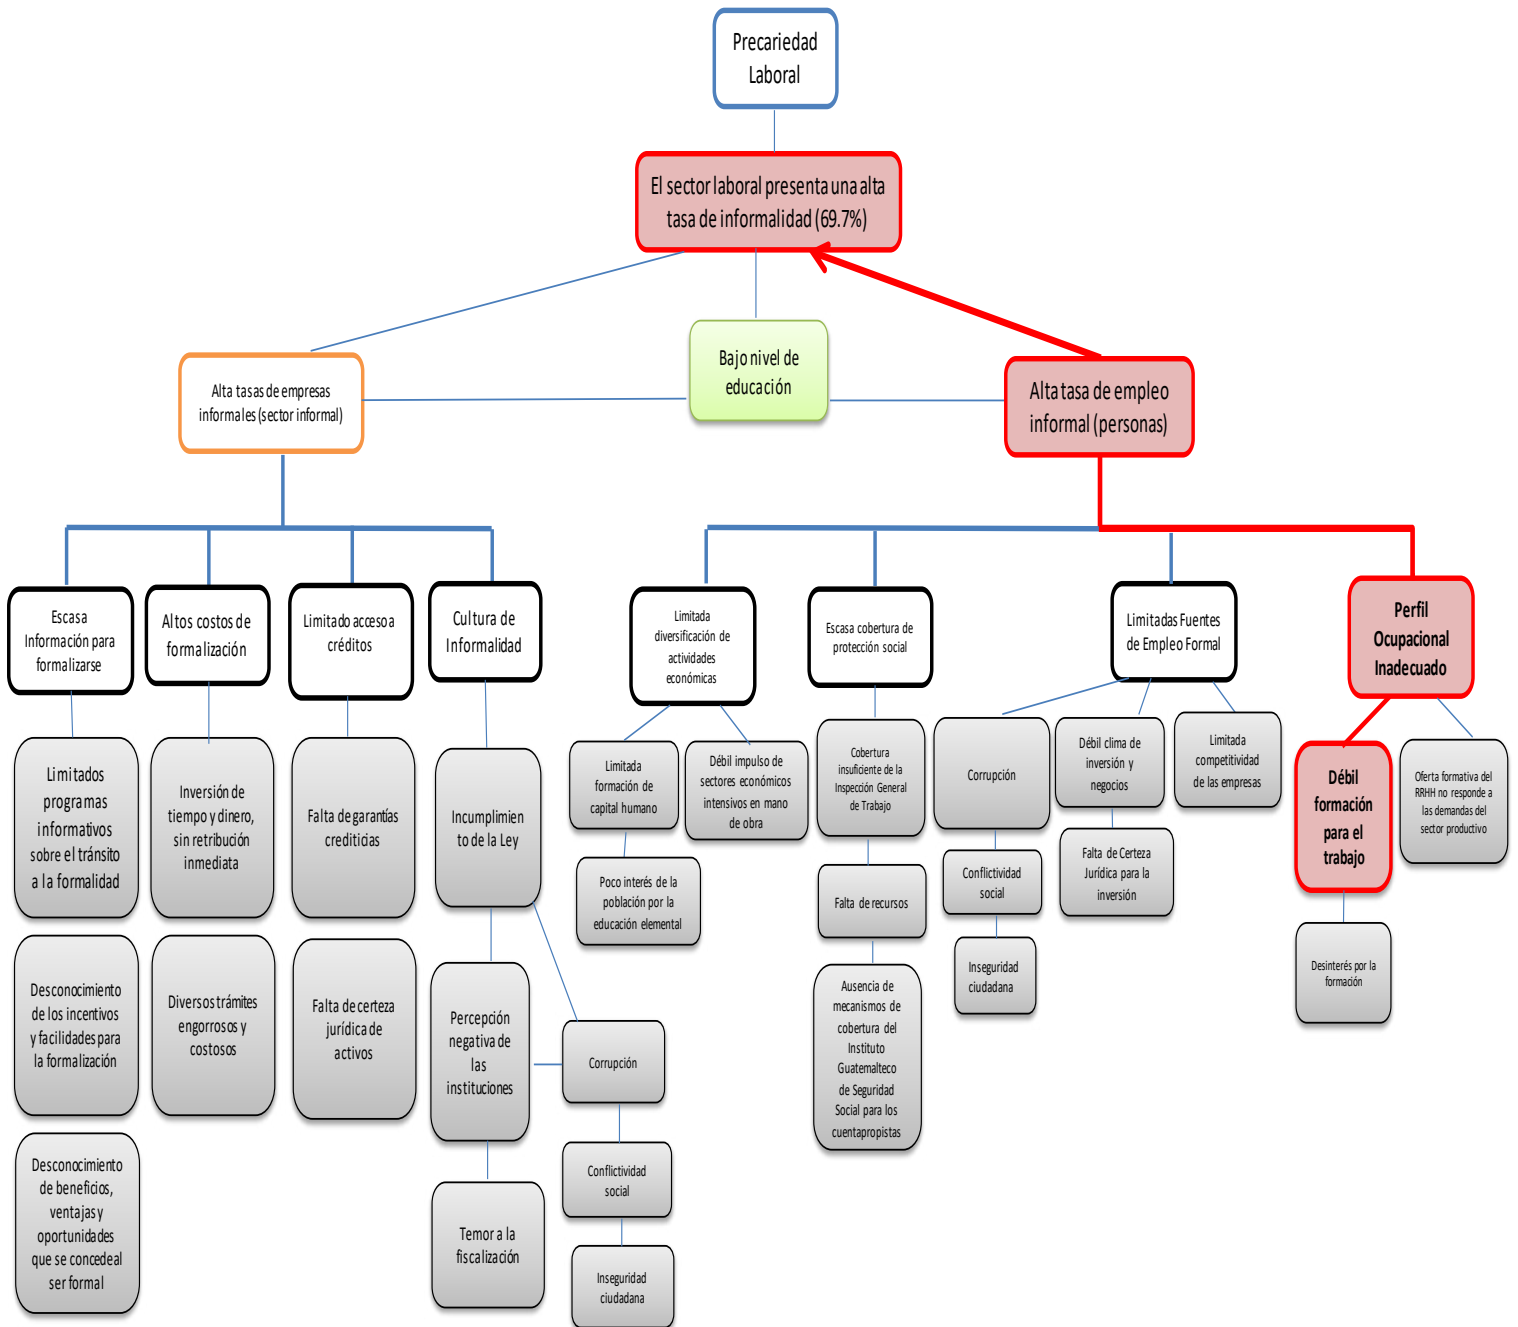 Precariedad
Laboral
El sector laboral presenta una alta
tasa de informalidad (69.7%)
Bajo nivel de
educación
Alta tasas de empresas
informales (sector informal)
Alta tasa de empleo
informal (personas)
Escasa
Información para
formalizarse
Altos costos de
formalización
Limitado acceso a
créditos
Cultura de
Informalidad
Limitada
diversificación de
actividades
económicas
Escasa cobertura de
protección social
Limitadas Fuentes
de Empleo Formal
Perfil
Ocupacional
Inadecuado
Limitados
programas
informativos
sobre el tránsito
a la formalidad
Inversión de
tiempo y dinero,
sin retribución
inmediata
Falta de garantías
crediticias
Incumplimien
to de la Ley
Limitada
formación de
capital humano
Débil impulso de
sectores económicos
intensivos en mano
de obra
Cobertura
insuficiente de la
Inspección General
de Trabajo
Corrupción
Débil clima de
inversión y
negocios
Limitada
competitividad
de las empresas
Débil
formación
para el
trabajo
Oferta formativa del
RRHH no responde a
las demandas del
sector productivo
Poco interés de la
población por la
educación elemental
Falta de recursos
Conflictividad
social
Falta de Certeza
Jurídica para la
inversión
Desinterés por la
formación
Desconocimiento
de los incentivos
y facilidades para
la formalización
Diversos trámites
engorrosos y
costosos
Falta de certeza
jurídica de
activos
Percepción
negativa de
las
instituciones
Corrupción
Ausencia de
mecanismos de
cobertura del
Instituto
Guatemalteco
de Seguridad
Social para los
cuentapropistas
Inseguridad
ciudadana
Desconocimiento
de beneficios,
ventajas y
oportunidades
que se concede al
ser formal
Temor a la
fiscalización
Conflictividad
social
Inseguridad
ciudadana